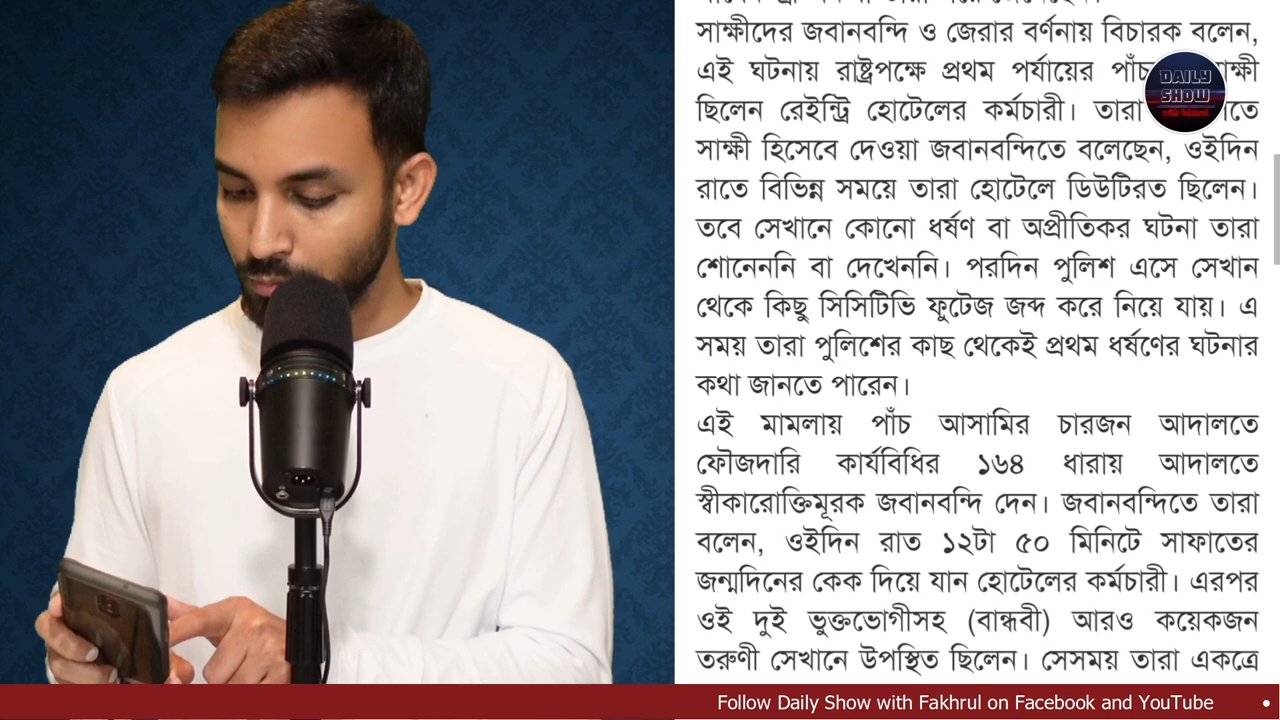 সাক্ষীদের জবানবন্দি ও জেরার বর্ণনায় বিচারক বলেন,
এই ঘটনায় রাষ্ট্রপক্ষে প্রথম পর্যায়ের
ছিলেন রেইন্ট্রি হোটেলের কর্মচারী। তারা
সাক্ষী হিসেবে দেওয়া জবানবন্দিতে বলেছেন, ওইদিন
রাতে বিভিন্ন সময়ে তারা হোটেলে ডিউটিরত ছিলেন।
তবে সেখানে কোনো ধর্ষণ বা অপ্রীতিকর ঘটনা তারা
শোনেননি বা দেখেননি। পরদিন পুলিশ এসে সেখান
থেকে কিছু সিসিটিভি ফুটেজ জব্দ করে নিয়ে যায়। এ
সময় তারা পুলিশের কাছ থেকেই প্রথম ধর্ষণের ঘটনার
কথা জানতে পারেন।
এই মামলায় পাঁচ আসামির চারজন আদালতে
ফৌজদারি কার্যবিধির ১৬৪ ধারায় আদালতে
স্বীকারোক্তিমূরক জবানবন্দি দেন। জবানবন্দিতে তারা
বলেন, ওইদিন রাত ১২টা ৫০ মিনিটে সাফাতের
জন্মদিনের কেক দিয়ে যান হোটেলের কর্মচারী। এরপর
ওই দুই ভুক্তভোগীসহ (বান্ধবী) আরও কয়েকজন
তরুণী সেখানে উপস্থিত ছিলেন। সেসময় তারা একত্রে
DAILY
SHOW
with Fakhrul
Follow Daily Show with Fakhrul on Facebook and YouTube •